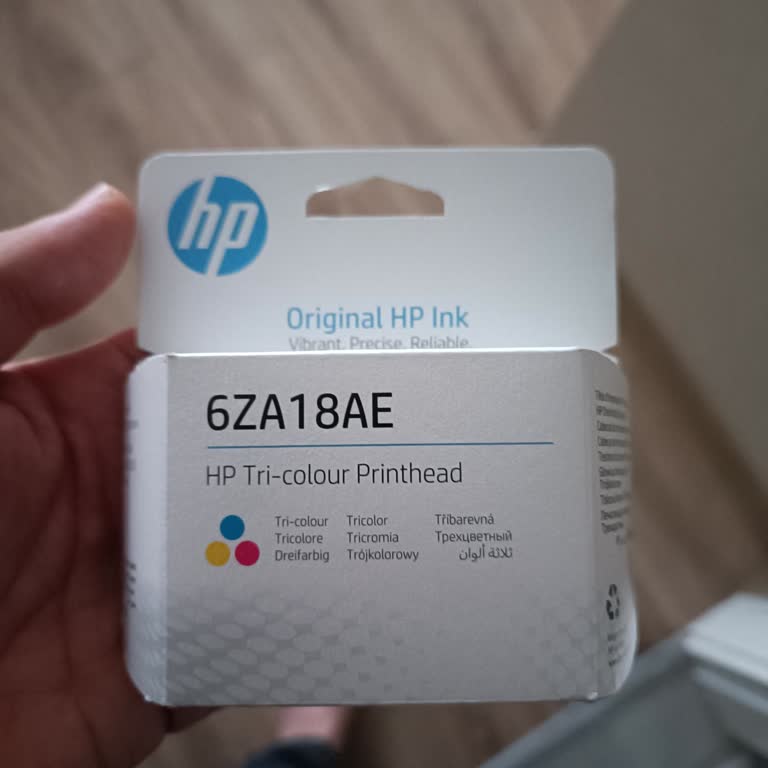 hp
Original HP Ink
Vibrant. Precise. Reliable.
6ZA18AE
HP Tri-colour Printhead
Tri-colour Tricolor Tříbarevná
Tricolore Tricromia Трехцветный
Dreifarbig Trójkolorowy ثلاثة ألوان